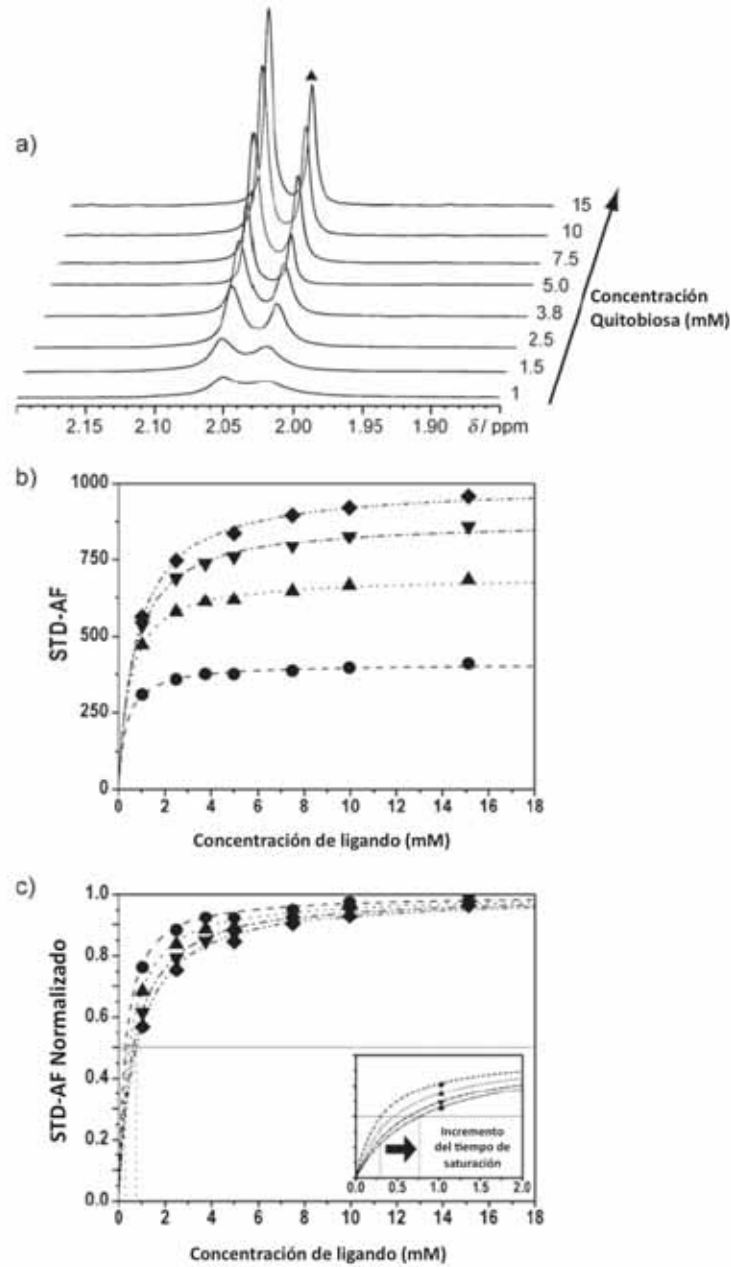 a)
15
10
7.5
5.0
3.8
2.5
1.5
1
Concentración
Quitobiosa (mM)
2.15 2.10 2.05 2.00 1.95 1.90 δ/ ppm
b)
1000
750
500
250
0
STD-AF
0 2 4 6 8 10 12 14 16 18
Concentración de ligando (mM)
c)
1.0
0.8
0.6
0.4
0.2
0.0
STD-AF Normalizado
Incremento
del tiempo de
saturación
0.0 0.5 1.0 1.5 2.0
0 2 4 6 8 10 12 14 16 18
Concentración de ligando (mM)